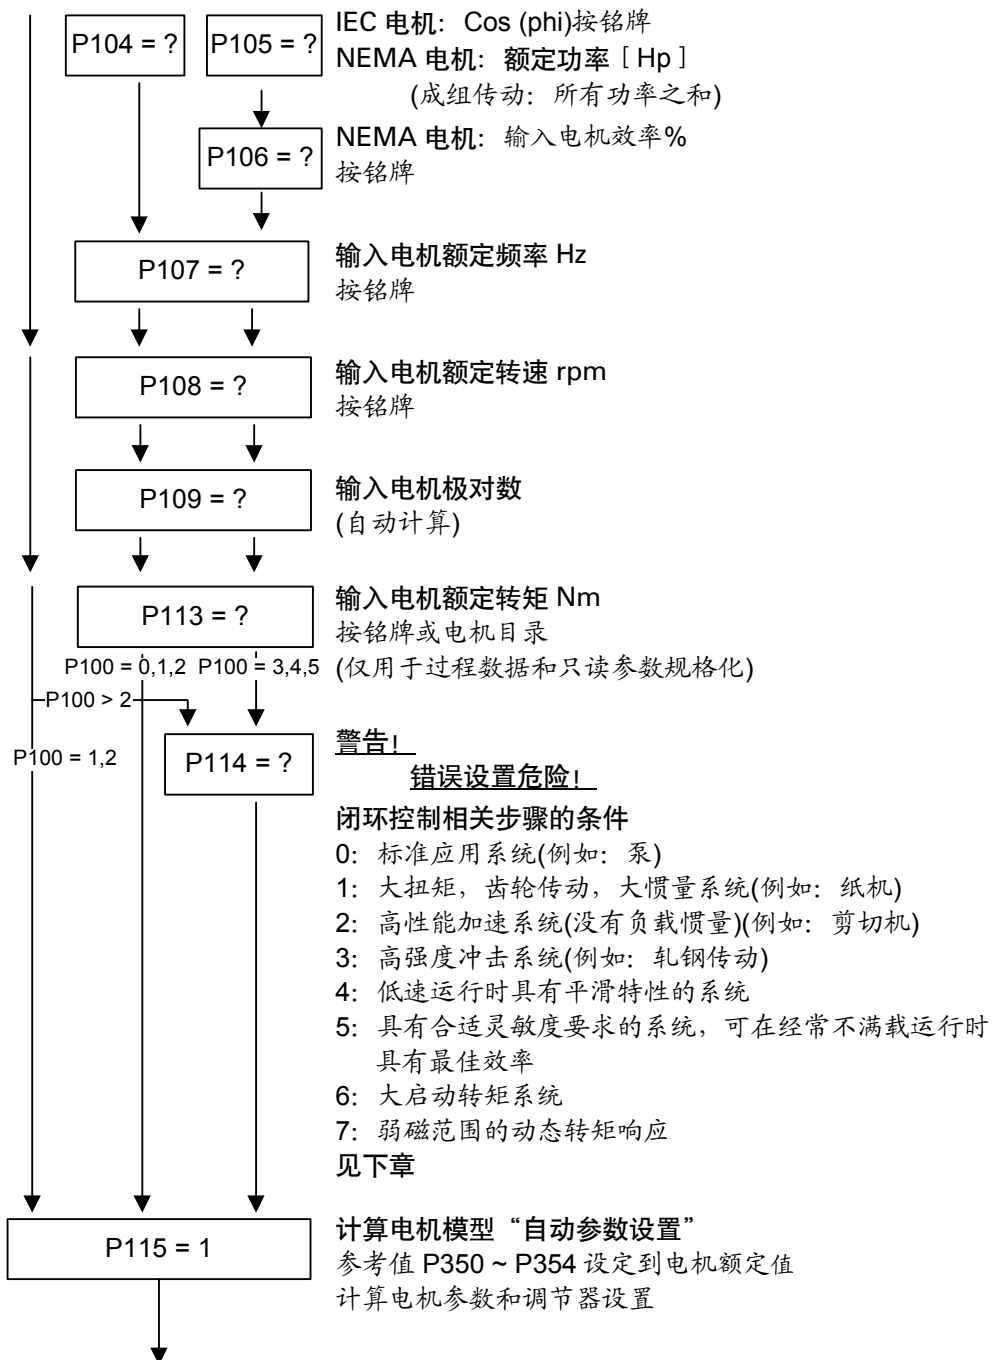 P104 = ?
P105 = ?
IEC 电机：Cos (phi)按铭牌
NEMA 电机：额定功率［Hp］
(成组传动：所有功率之和)
P106 = ?
NEMA 电机：输入电机效率%
按铭牌
P107 = ?
输入电机额定频率 Hz
按铭牌
P108 = ?
输入电机额定转速 rpm
按铭牌
P109 = ?
输入电机极对数
(自动计算)
P113 = ?
输入电机额定转矩 Nm
按铭牌或电机目录
(仅用于过程数据和只读参数规格化)
P100 = 0,1,2
P100 = 3,4,5
P100 > 2
P100 = 1,2
P114 = ?
警告！
错误设置危险！
闭环控制相关步骤的条件
0：标准应用系统(例如：泵)
1：大扭矩，齿轮传动，大惯量系统(例如：纸机)
2：高性能加速系统(没有负载惯量)(例如：剪切机)
3：高强度冲击系统(例如：轧钢传动)
4：低速运行时具有平滑特性的系统
5：具有合适灵敏度要求的系统，可在经常不满载运行时
具有最佳效率
6：大启动转矩系统
7：弱磁范围的动态转矩响应
见下章
P115 = 1
计算电机模型“自动参数设置”
参考值 P350 ~ P354 设定到电机额定值
计算电机参数和调节器设置